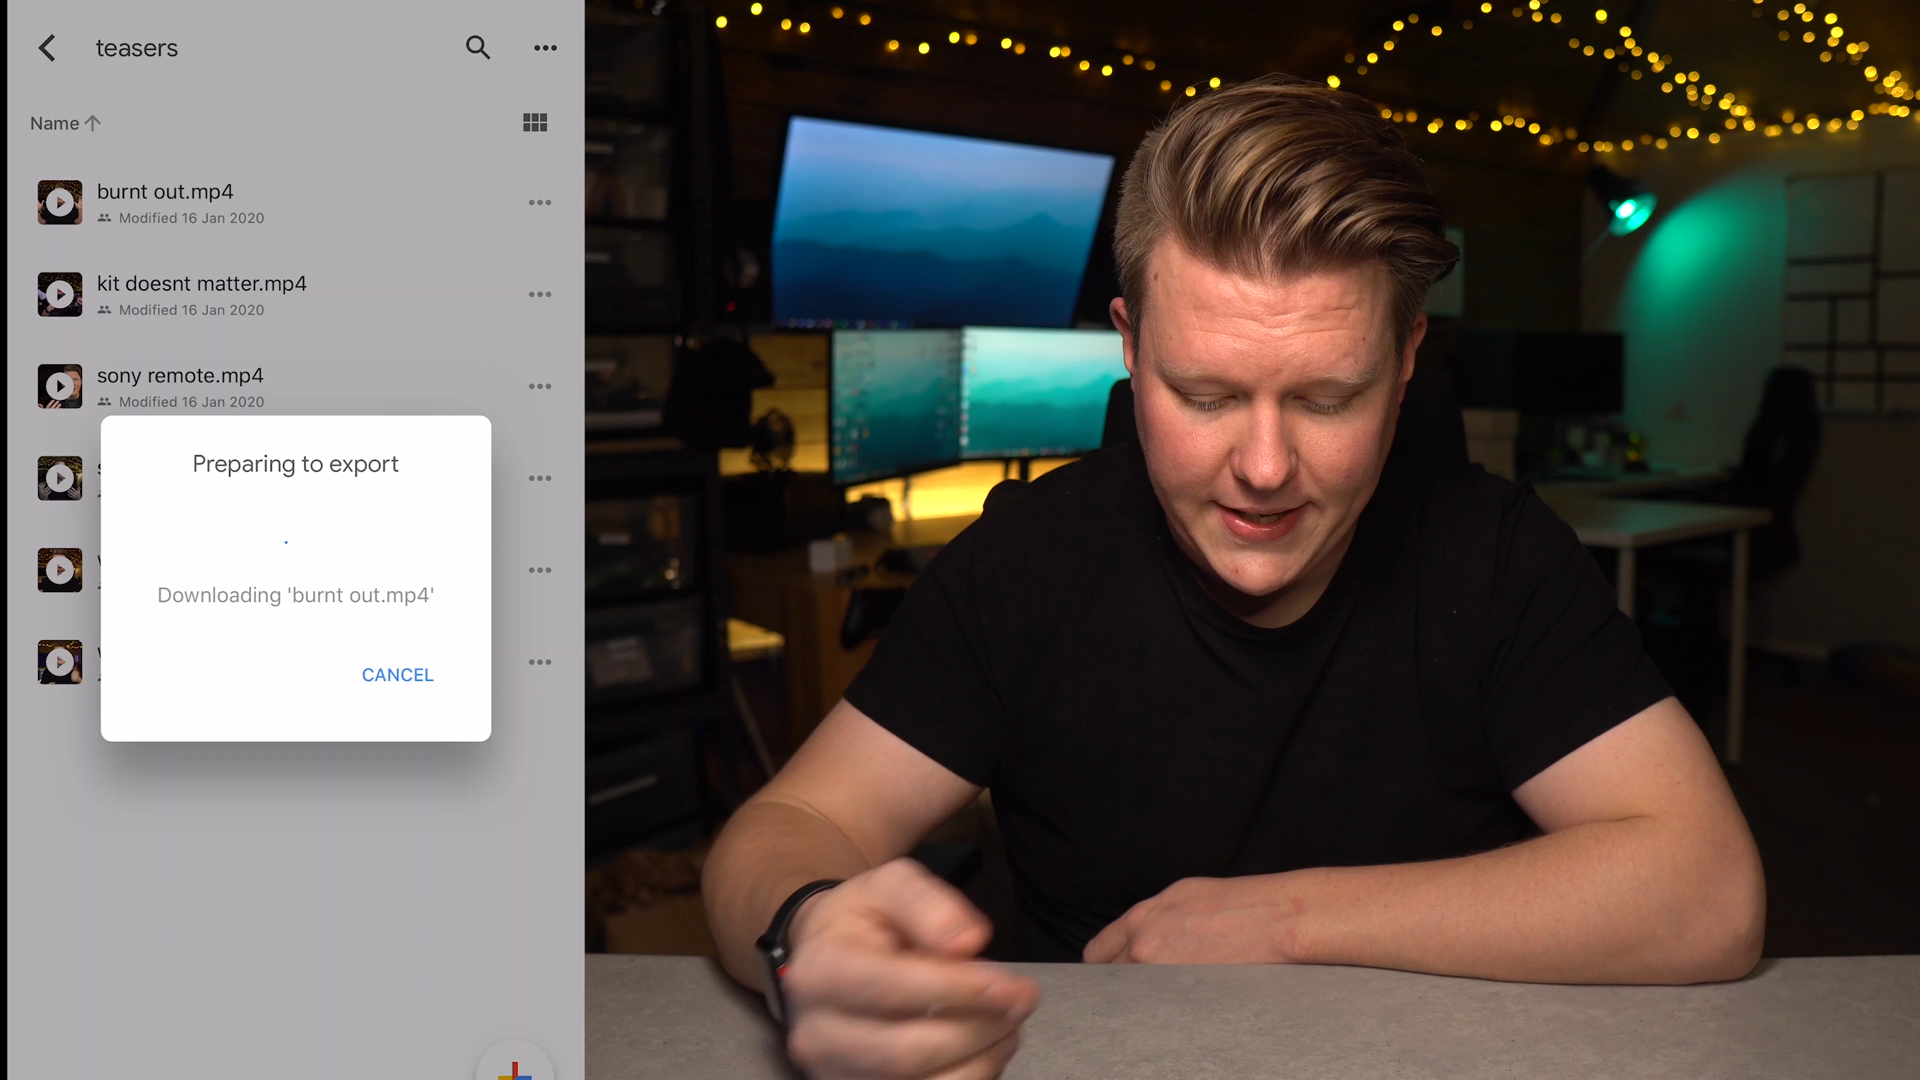 teasers
Name
burnt out.mp4
Modified 16 Jan 2020
kit doesnt matter.mp4
Modified 16 Jan 2020
sony remote.mp4
Modified 16 Jan 2020
Preparing to export
Downloading 'burnt out.mp4'
CANCEL